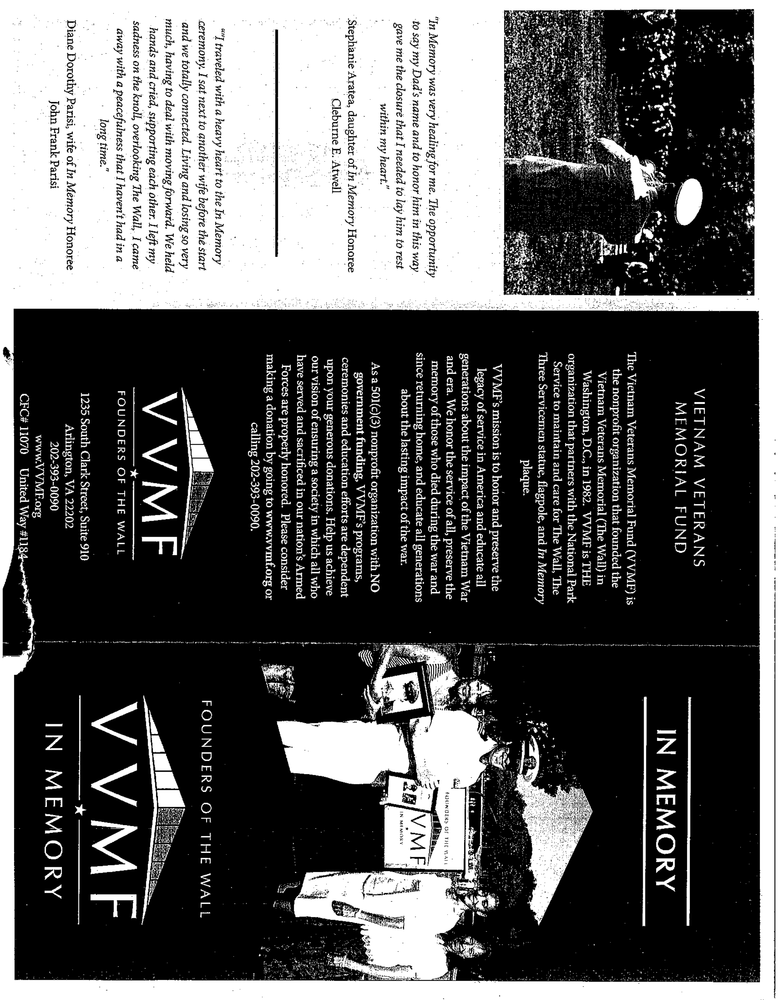 "In Memory was very healing for me. The opportunity
to say my Dad's name and to honor him in this way
gave me the closure that I needed to lay him to rest
within my heart."
Stephanie Aratea, daughter of In Memory Honoree
Cleburne E. Atwell
""I traveled with a heavy heart to the In Memory
ceremony. I sat next to another wife before the start
and we totally connected. Living and losing so very
much, having to deal with moving forward. We held
hands and cried, supporting each other. I left my
sadness on the knoll, overlooking The Wall, I came
away with a peacefulness that I haven't had in a
long time."
Diane Dorothy Parisi, wife of In Memory Honoree
John Frank Parisi
VIETNAM VETERANS
MEMORIAL FUND
The Vietnam Veterans Memorial Fund (VVMF) is
the nonprofit organization that founded the
Vietnam Veterans Memorial (The Wall) in
Washington, D.C., in 1982. VVMF is THE
organization that partners with the National Park
Service to maintain and care for The Wall, The
Three Servicemen statue, flagpole, and In Memory
plaque.
VVMF's mission is to honor and preserve the
legacy of service in America and educate all
generations about the impact of the Vietnam War
and era. We honor the service of all, preserve the
memory of those who died during the war and
since returning home, and educate all generations
about the lasting impact of the war.
As a 501(c)(3) nonprofit organization with NO
government funding, VVMF's programs,
ceremonies and education efforts are dependent
upon your generous donations. Help us achieve
our vision of ensuring a society in which all who
have served and sacrificed in our nation's Armed
Forces are properly honored. Please consider
making a donation by going to www.vvmf.org or
calling 202-393-0090.
VVMF
FOUNDERS OF THE WALL
1235 South Clark Street, Suite 910
Arlington, VA 22202
202-393-0090
www.VVMF.org
CFC# 11070 United Way #1184
IN MEMORY
FOUNDERS OF THE WALL
VVMF
IN MEMORY
FOUNDERS OF THE WALL
VVMF
IN MEMORY